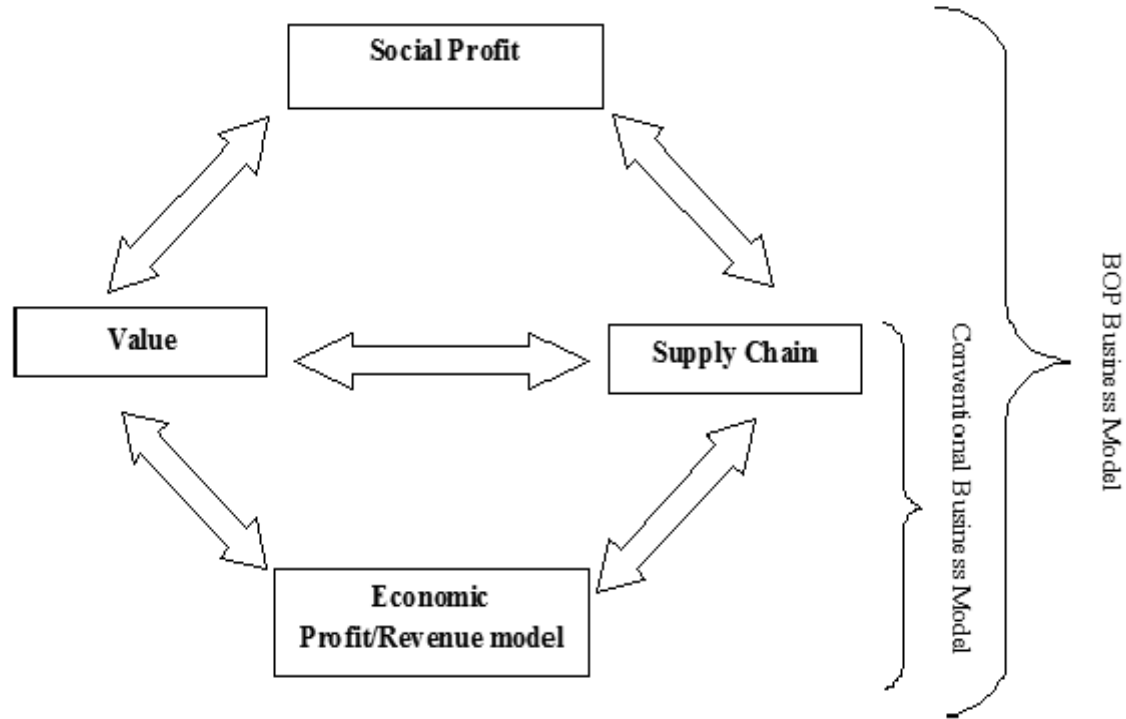 Social Profit
Value
Supply Chain
Economic
Profit/Revenue model
Conventional Business Model
BOP Business Model